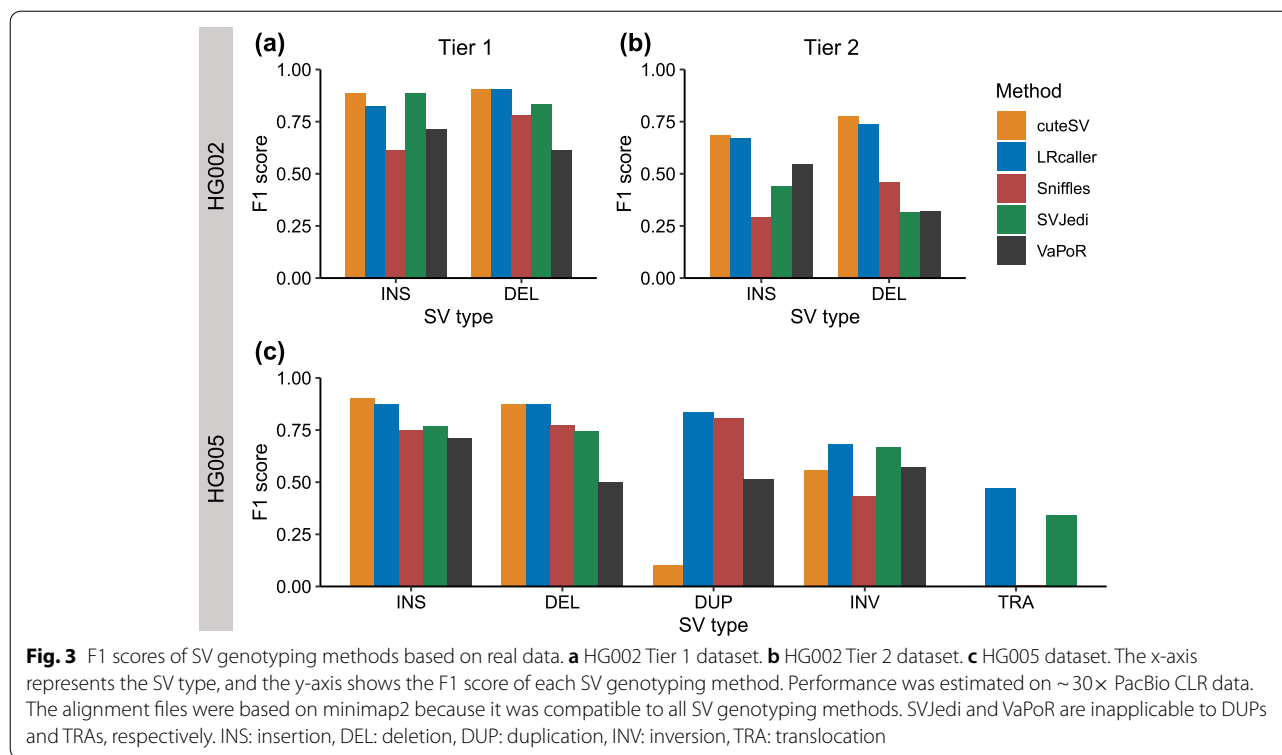 HG002
(a)
Tier 1
F1 score
1.00
0.75
0.50
0.25
0.00
INS DEL
SV type
(b)
Tier 2
F1 score
1.00
0.75
0.50
0.25
0.00
INS DEL
SV type
Method
cuteSV
LRcaller
Sniffles
SVJedi
VaPoR
HG005
(c)
F1 score
1.00
0.75
0.50
0.25
0.00
INS DEL DUP INV TRA
SV type
Fig. 3 F1 scores of SV genotyping methods based on real data. a HG002 Tier 1 dataset. b HG002 Tier 2 dataset. c HG005 dataset. The x-axis
represents the SV type, and the y-axis shows the F1 score of each SV genotyping method. Performance was estimated on ~30× PacBio CLR data.
The alignment files were based on minimap2 because it was compatible to all SV genotyping methods. SVJedi and VaPoR are inapplicable to DUPs
and TRAs, respectively. INS: insertion, DEL: deletion, DUP: duplication, INV: inversion, TRA: translocation